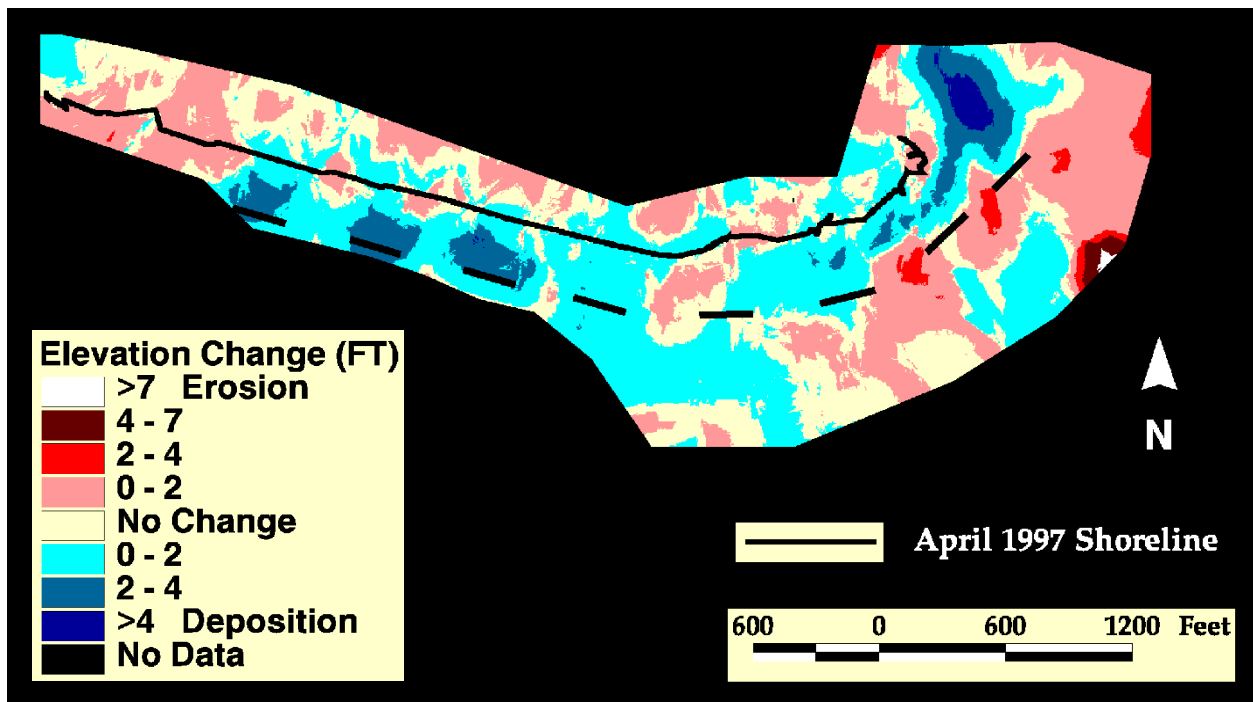 Elevation Change (FT)
>7 Erosion
4 - 7
2 - 4
0 - 2
No Change
0 - 2
2 - 4
>4 Deposition
No Data
N
April 1997 Shoreline
600 0 600 1200 Feet